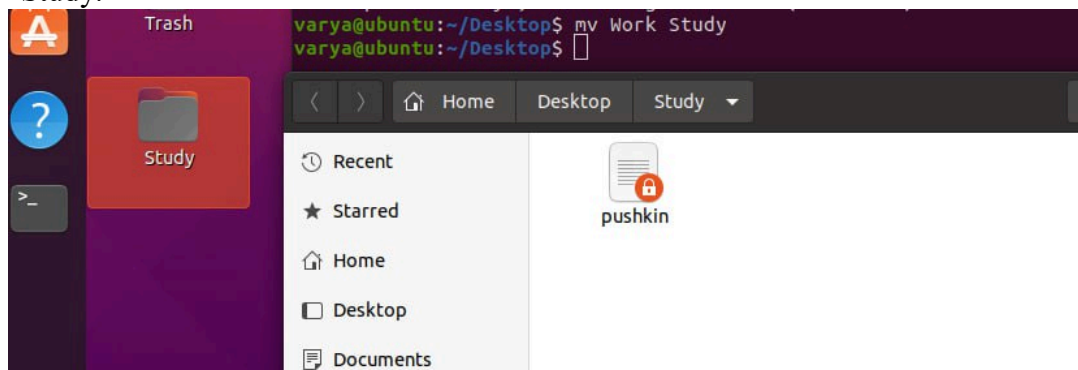 Study.
Trash
varya@ubuntu:~/Desktop$ mv Work Study
varya@ubuntu:~/Desktop$
Home Desktop Study
?
Study
Recent
>_
Starred
pushkin
Home
Desktop
Documents